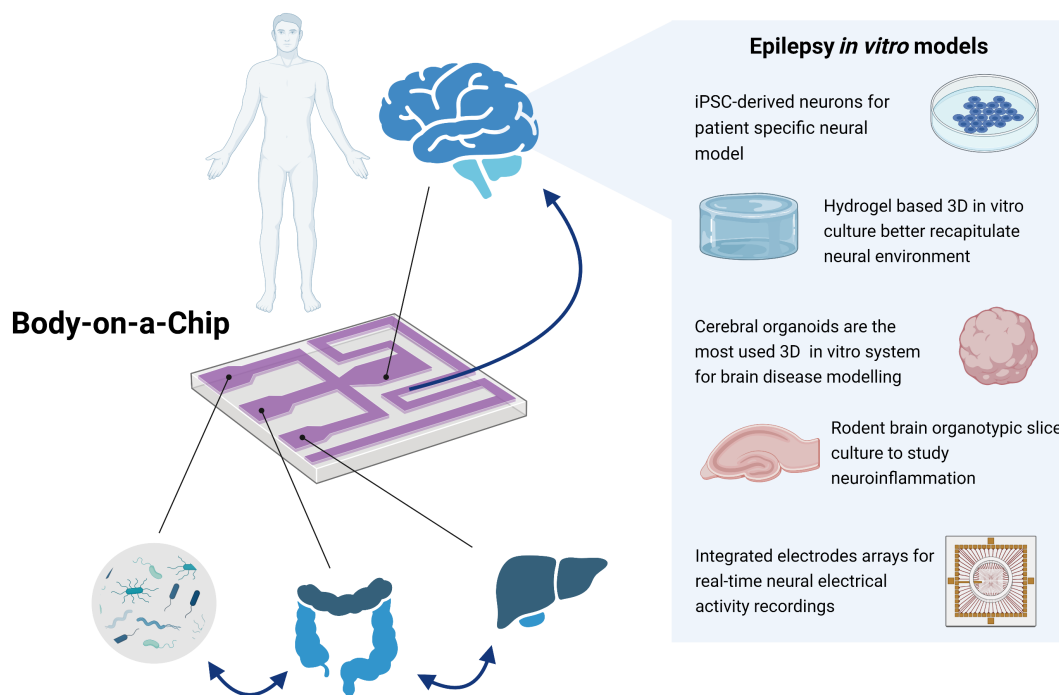 Epilepsy in vitro models
iPSC-derived neurons for
patient specific neural
model
Hydrogel based 3D in vitro
culture better recapitulate
neural environment
Body-on-a-Chip
Cerebral organoids are the
most used 3D in vitro system
for brain disease modelling
Rodent brain organotypic slice
culture to study
neuroinflammation
Integrated electrodes arrays for
real-time neural electrical
activity recordings